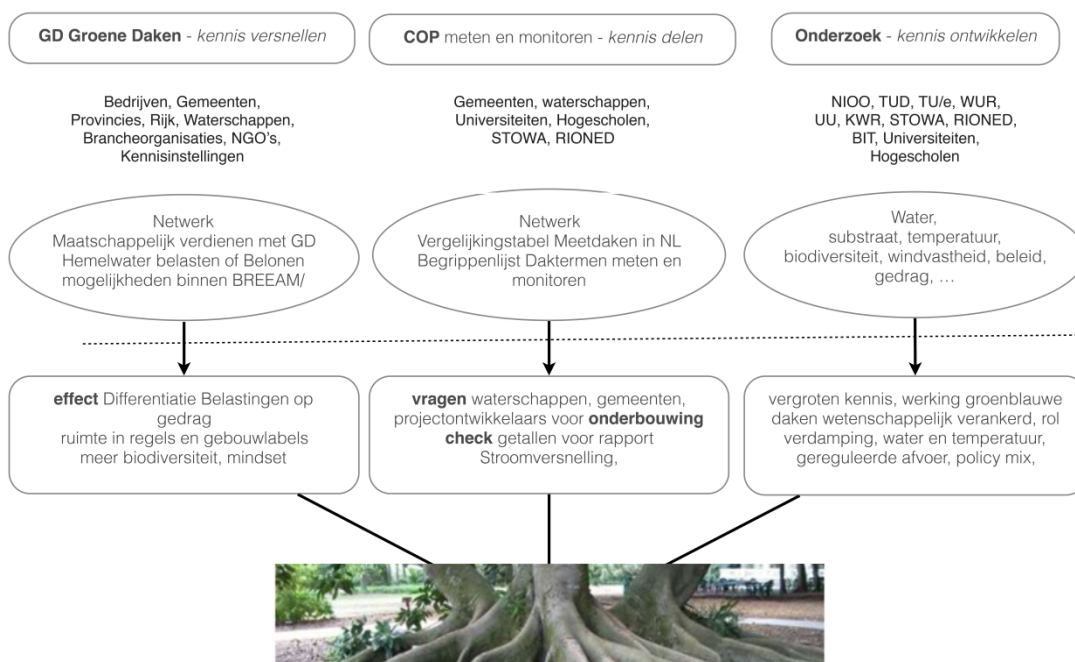 GD Groene Daken - kennis versnellen
Bedrijven, Gemeenten,
Provincies, Rijk, Waterschappen,
Brancheorganisaties, NGO's,
Kennisinstellingen
Netwerk
Maatschappelijk verdienen met GD
Hemelwater belasten of Belonen
mogelijkheden binnen BREEAM/
effect Differentiatie Belastingen op
gedrag
ruimte in regels en gebouwlabels
meer biodiversiteit, mindset
COP meten en monitoren - kennis delen
Gemeenten, waterschappen,
Universiteiten, Hogescholen,
STOWA, RIONED
Netwerk
Vergelijkingstabel Meetdaken in NL
Begrippenlijst Daktermen meten en
monitoren
vragen waterschappen, gemeenten,
projectontwikkelaars voor onderbouwing
check getallen voor rapport
Stroomversnelling,
Onderzoek - kennis ontwikkelen
NIOO, TUD, TU/e, WUR,
UU, KWR, STOWA, RIONED,
BIT, Universiteiten,
Hogescholen
Water,
substraat, temperatuur,
biodiversiteit, windvastheid, beleid,
gedrag, ...
vergroten kennis, werking groenblauwe
daken wetenschappelijk verankerd, rol
verdamping, water en temperatuur,
gereguleerde afvoer, policy mix,